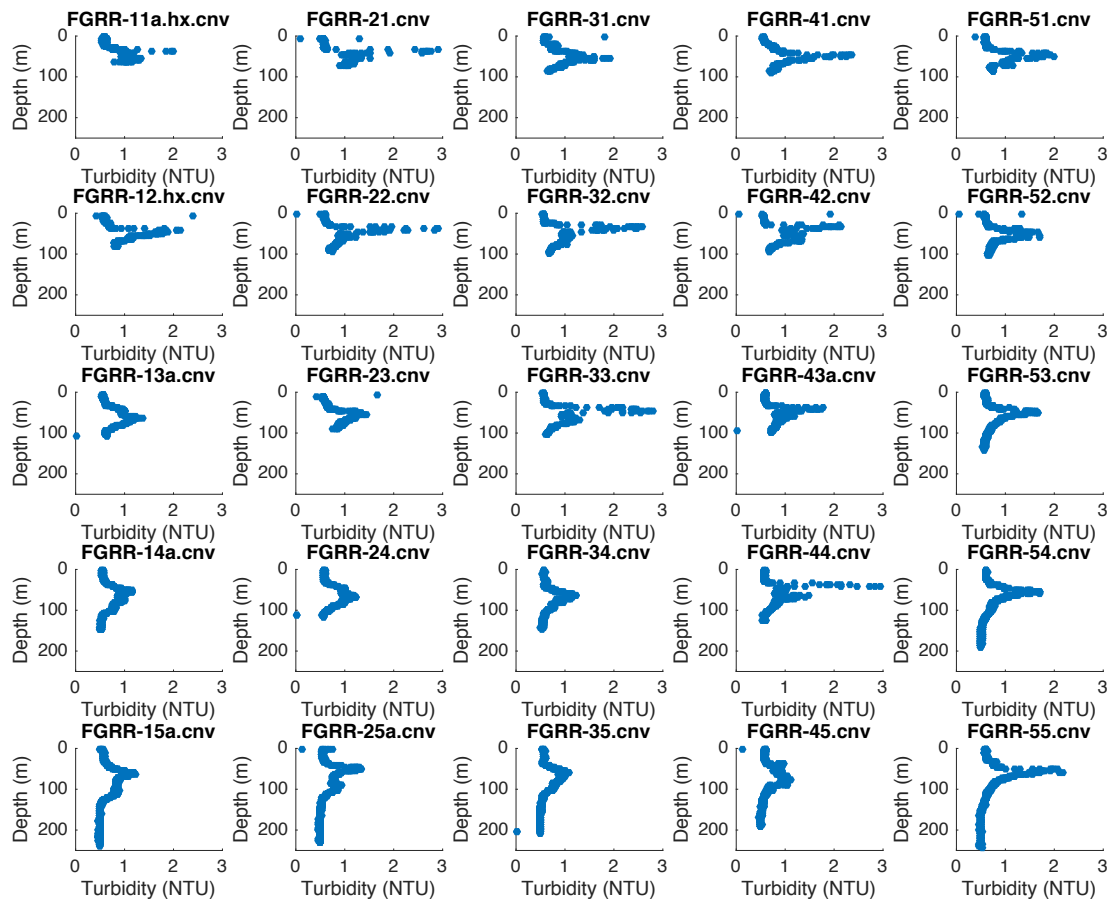 FGRR-11a.hx.cnv FGRR-21.cnv FGRR-31.cnv FGRR-41.cnv FGRR-51.cnv
0 0 0 0 0
Depth (m) Depth (m) Depth (m) Depth (m) Depth (m)
100 100 100 100 100
200 200 200 200 200
0 1 2 3 0 1 2 3 0 1 2 3 0 1 2 3 0 1 2 3
Turbidity (NTU) Turbidity (NTU) Turbidity (NTU) Turbidity (NTU) Turbidity (NTU)
FGRR-12.hx.cnv FGRR-22.cnv FGRR-32.cnv FGRR-42.cnv FGRR-52.cnv
0 0 0 0 0
Depth (m) Depth (m) Depth (m) Depth (m) Depth (m)
100 100 100 100 100
200 200 200 200 200
0 1 2 3 0 1 2 3 0 1 2 3 0 1 2 3 0 1 2 3
Turbidity (NTU) Turbidity (NTU) Turbidity (NTU) Turbidity (NTU) Turbidity (NTU)
FGRR-13a.cnv FGRR-23.cnv FGRR-33.cnv FGRR-43a.cnv FGRR-53.cnv
0 0 0 0 0
Depth (m) Depth (m) Depth (m) Depth (m) Depth (m)
100 100 100 100 100
200 200 200 200 200
0 1 2 3 0 1 2 3 0 1 2 3 0 1 2 3 0 1 2 3
Turbidity (NTU) Turbidity (NTU) Turbidity (NTU) Turbidity (NTU) Turbidity (NTU)
FGRR-14a.cnv FGRR-24.cnv FGRR-34.cnv FGRR-44.cnv FGRR-54.cnv
0 0 0 0 0
Depth (m) Depth (m) Depth (m) Depth (m) Depth (m)
100 100 100 100 100
200 200 200 200 200
0 1 2 3 0 1 2 3 0 1 2 3 0 1 2 3 0 1 2 3
Turbidity (NTU) Turbidity (NTU) Turbidity (NTU) Turbidity (NTU) Turbidity (NTU)
FGRR-15a.cnv FGRR-25a.cnv FGRR-35.cnv FGRR-45.cnv FGRR-55.cnv
0 0 0 0 0
Depth (m) Depth (m) Depth (m) Depth (m) Depth (m)
100 100 100 100 100
200 200 200 200 200
0 1 2 3 0 1 2 3 0 1 2 3 0 1 2 3 0 1 2 3
Turbidity (NTU) Turbidity (NTU) Turbidity (NTU) Turbidity (NTU) Turbidity (NTU)